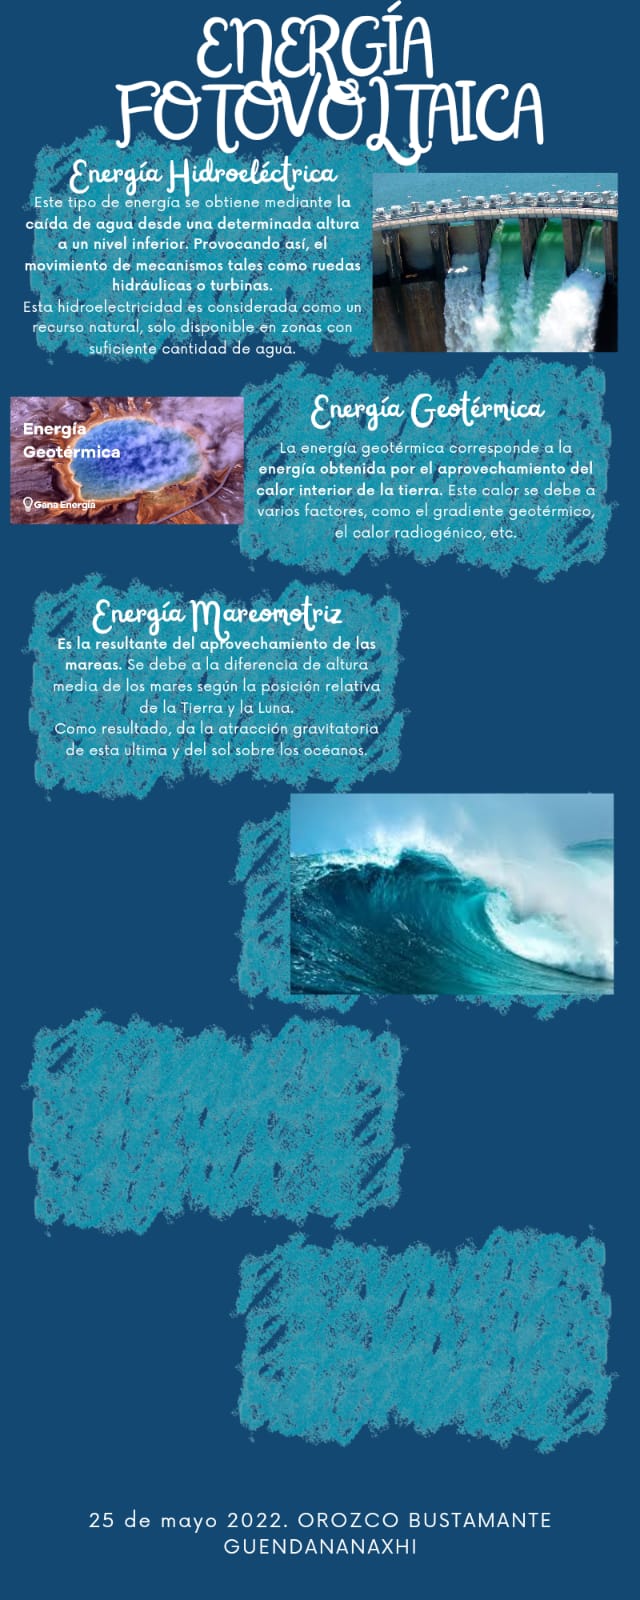 ENERGÍA
FOTOVOLTAICA
Energía Hidroeléctrica
Este tipo de energía se obtiene mediante la
caída de agua desde una determinada altura
a un nivel inferior. Provocando así, el
movimiento de mecanismos tales como ruedas
hidráulicas o turbinas.
Esta hidroelectricidad es considerada como un
recurso natural, solo disponible en zonas con
suficiente cantidad de agua.
Energía
Geotérmica
Gana Energía
Energía Geotérmica
La energía geotérmica corresponde a la
energía obtenida por el aprovechamiento del
calor interior de la tierra. Este calor se debe a
varios factores, como el gradiente geotérmico,
el calor radiogénico, etc.
Energía Mareomotriz
Es la resultante del aprovechamiento de las
mareas. Se debe a la diferencia de altura
media de los mares según la posición relativa
de la Tierra y la Luna.
Como resultado, da la atracción gravitatoria
de esta ultima y del sol sobre los océanos.
25 de mayo 2022. OROZCO BUSTAMANTE
GUENDANANAXHI